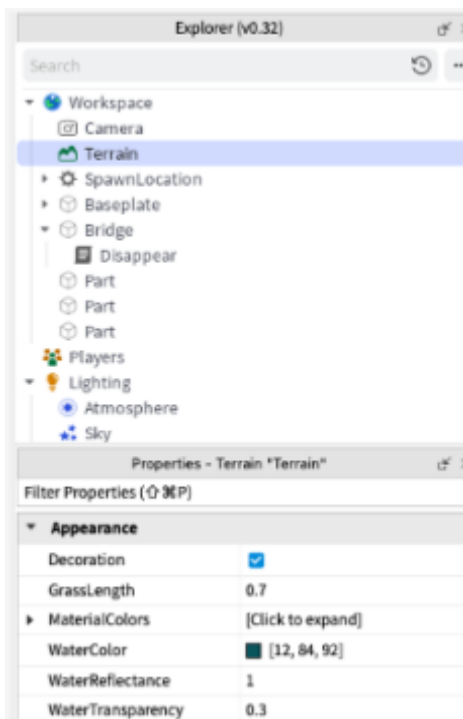 Explorer (v0.32)
Search
Workspace
Camera
Terrain
SpawnLocation
Baseplate
Bridge
Disappear
Part
Part
Part
Players
Lighting
Atmosphere
Sky
Properties - Terrain "Terrain"
Filter Properties (⇧⌘P)
Appearance
Decoration
GrassLength 0.7
MaterialColors [Click to expand]
WaterColor [12, 84, 92]
WaterReflectance 1
WaterTransparency 0.3